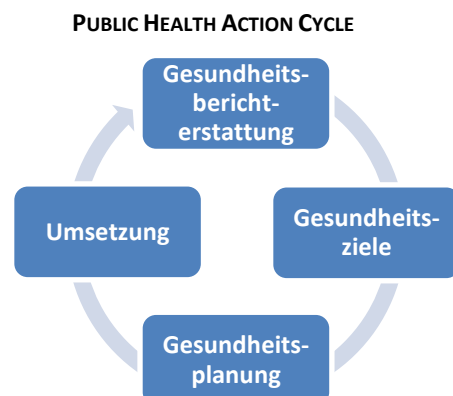 PUBLIC HEALTH ACTION CYCLE
Gesundheits-
bericht-
erstattung
Gesundheits-
ziele
Gesundheits-
planung
Umsetzung